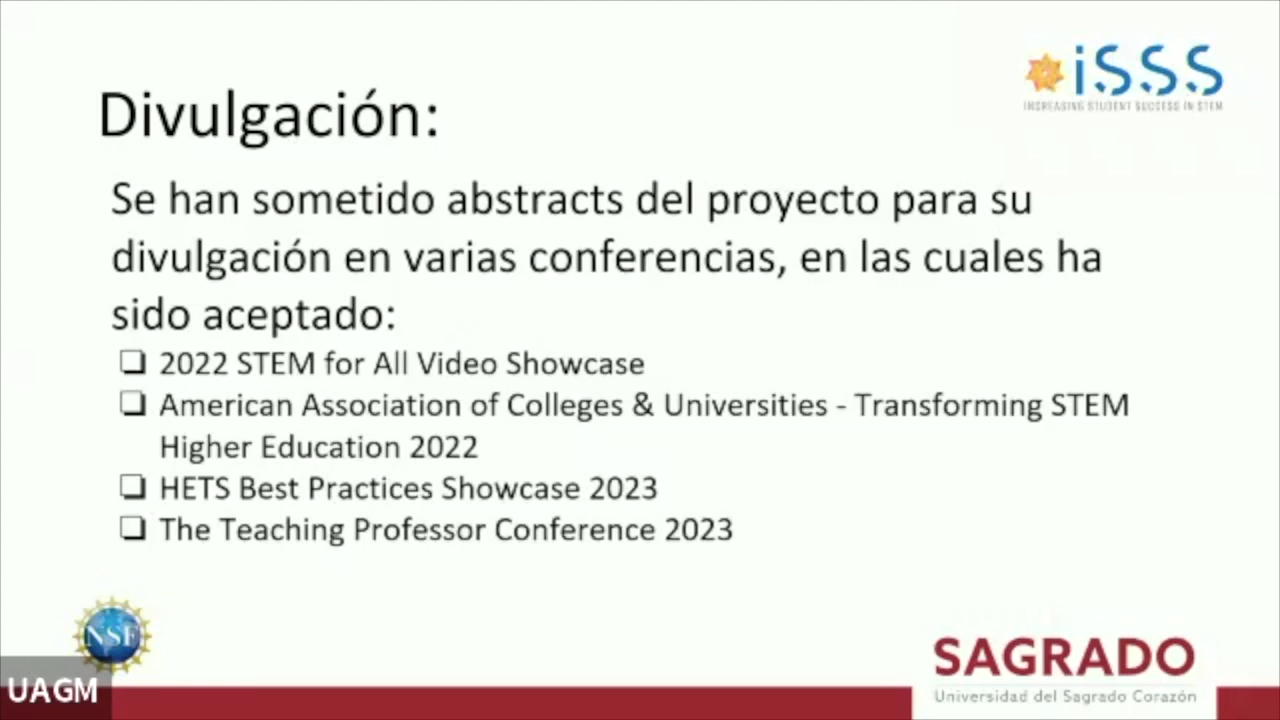 iSSS
INCREASING STUDENT SUCCESS IN STEM
Divulgación:
Se han sometido abstracts del proyecto para su
divulgación en varias conferencias, en las cuales ha
sido aceptado:
❏ 2022 STEM for All Video Showcase
❏ American Association of Colleges & Universities - Transforming STEM
Higher Education 2022
❏ HETS Best Practices Showcase 2023
❏ The Teaching Professor Conference 2023
NSF
UAGM
SAGRADO
Universidad del Sagrado Corazón